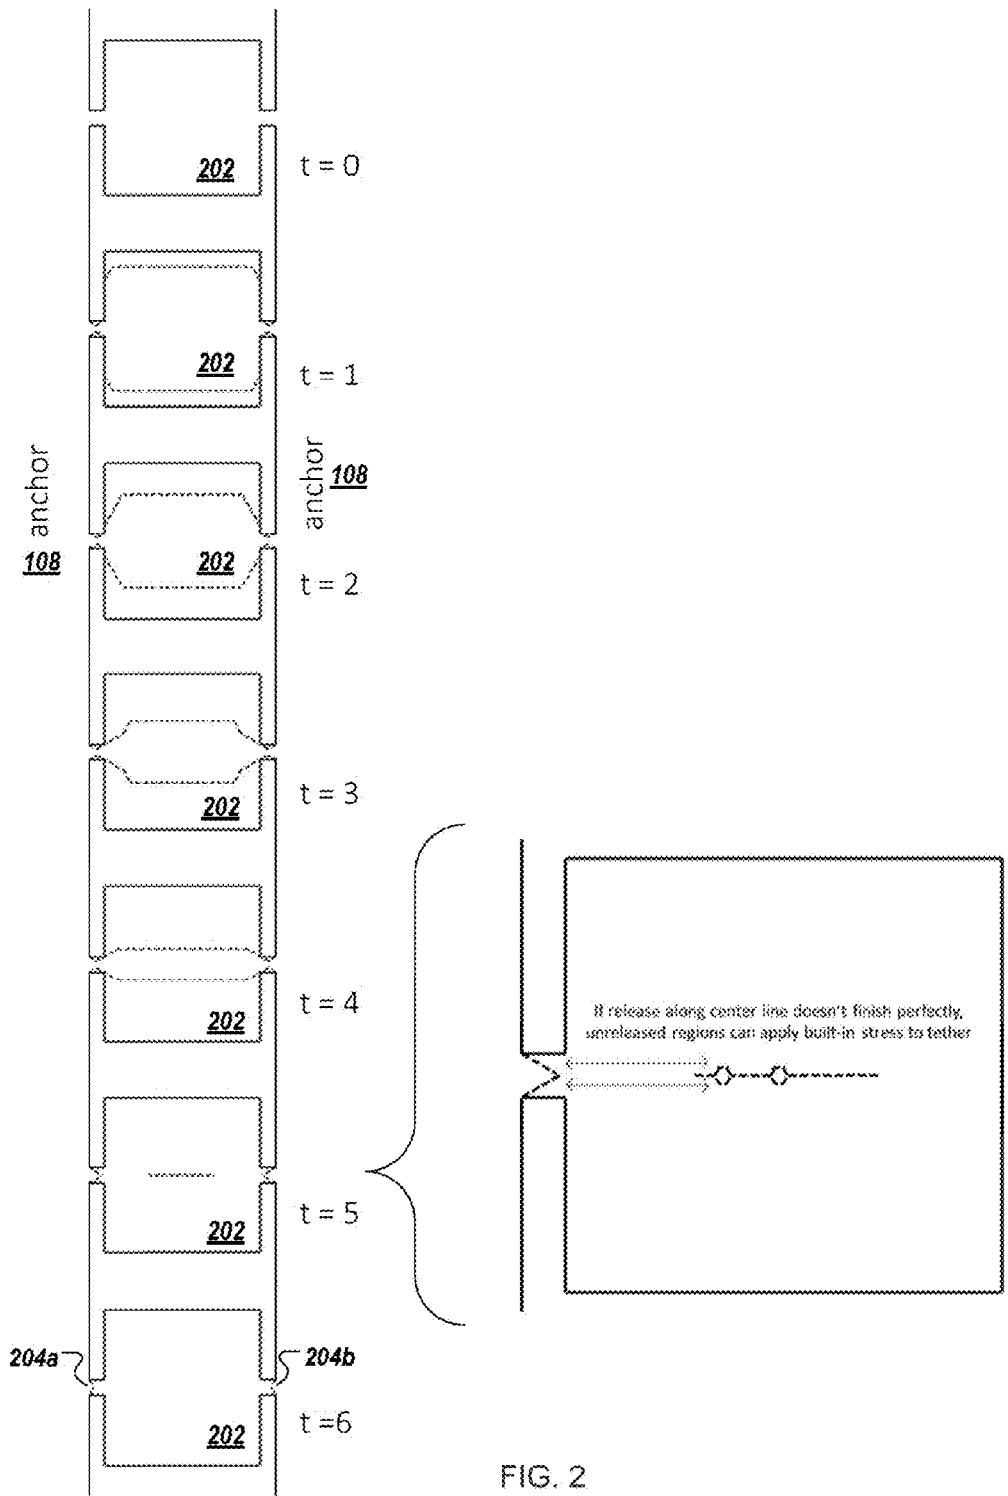 202
t = 0
202
t = 1
anchor
108
anchor
108
202
t = 2
202
t = 3
If release along center line doesn't finish perfectly,
unreleased regions can apply built-in stress to tether
202
t = 4
202
t = 5
204a
204b
202
t =6
FIG. 2